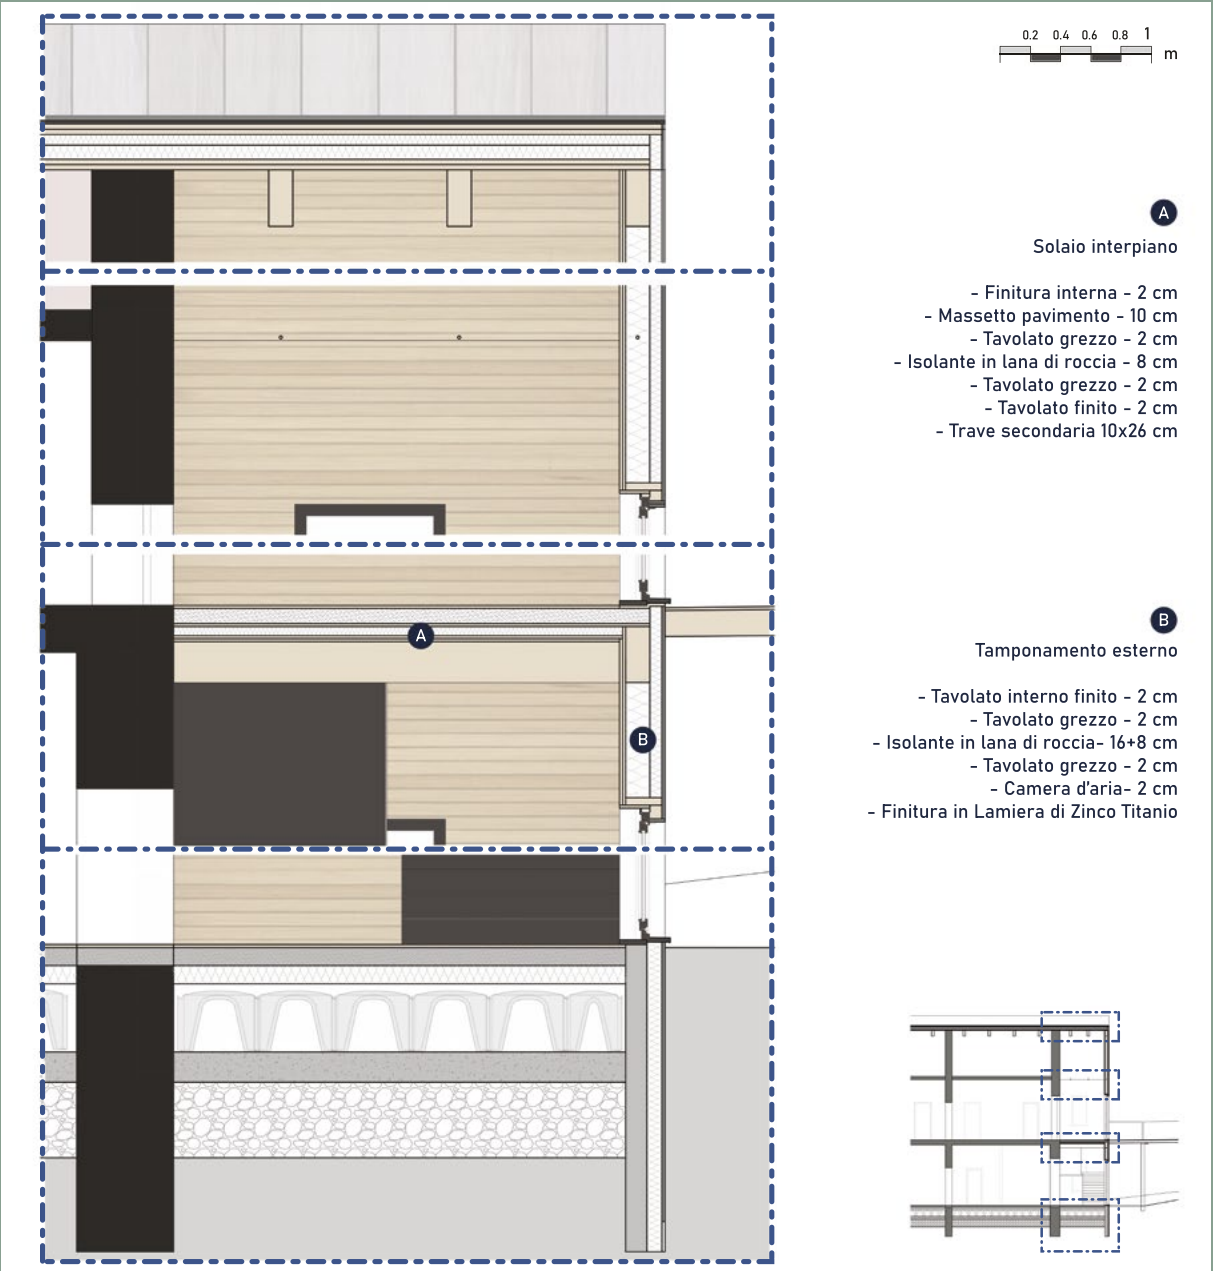 0.2 0.4 0.6 0.8 1
m
A
Solaio interpiano
- Finitura interna - 2 cm
- Massetto pavimento - 10 cm
- Tavolato grezzo - 2 cm
- Isolante in lana di roccia - 8 cm
- Tavolato grezzo - 2 cm
- Tavolato finito - 2 cm
- Trave secondaria 10x26 cm
A
B
B
Tamponamento esterno
- Tavolato interno finito - 2 cm
- Tavolato grezzo - 2 cm
- Isolante in lana di roccia- 16+8 cm
- Tavolato grezzo - 2 cm
- Camera d'aria- 2 cm
- Finitura in Lamiera di Zinco Titanio